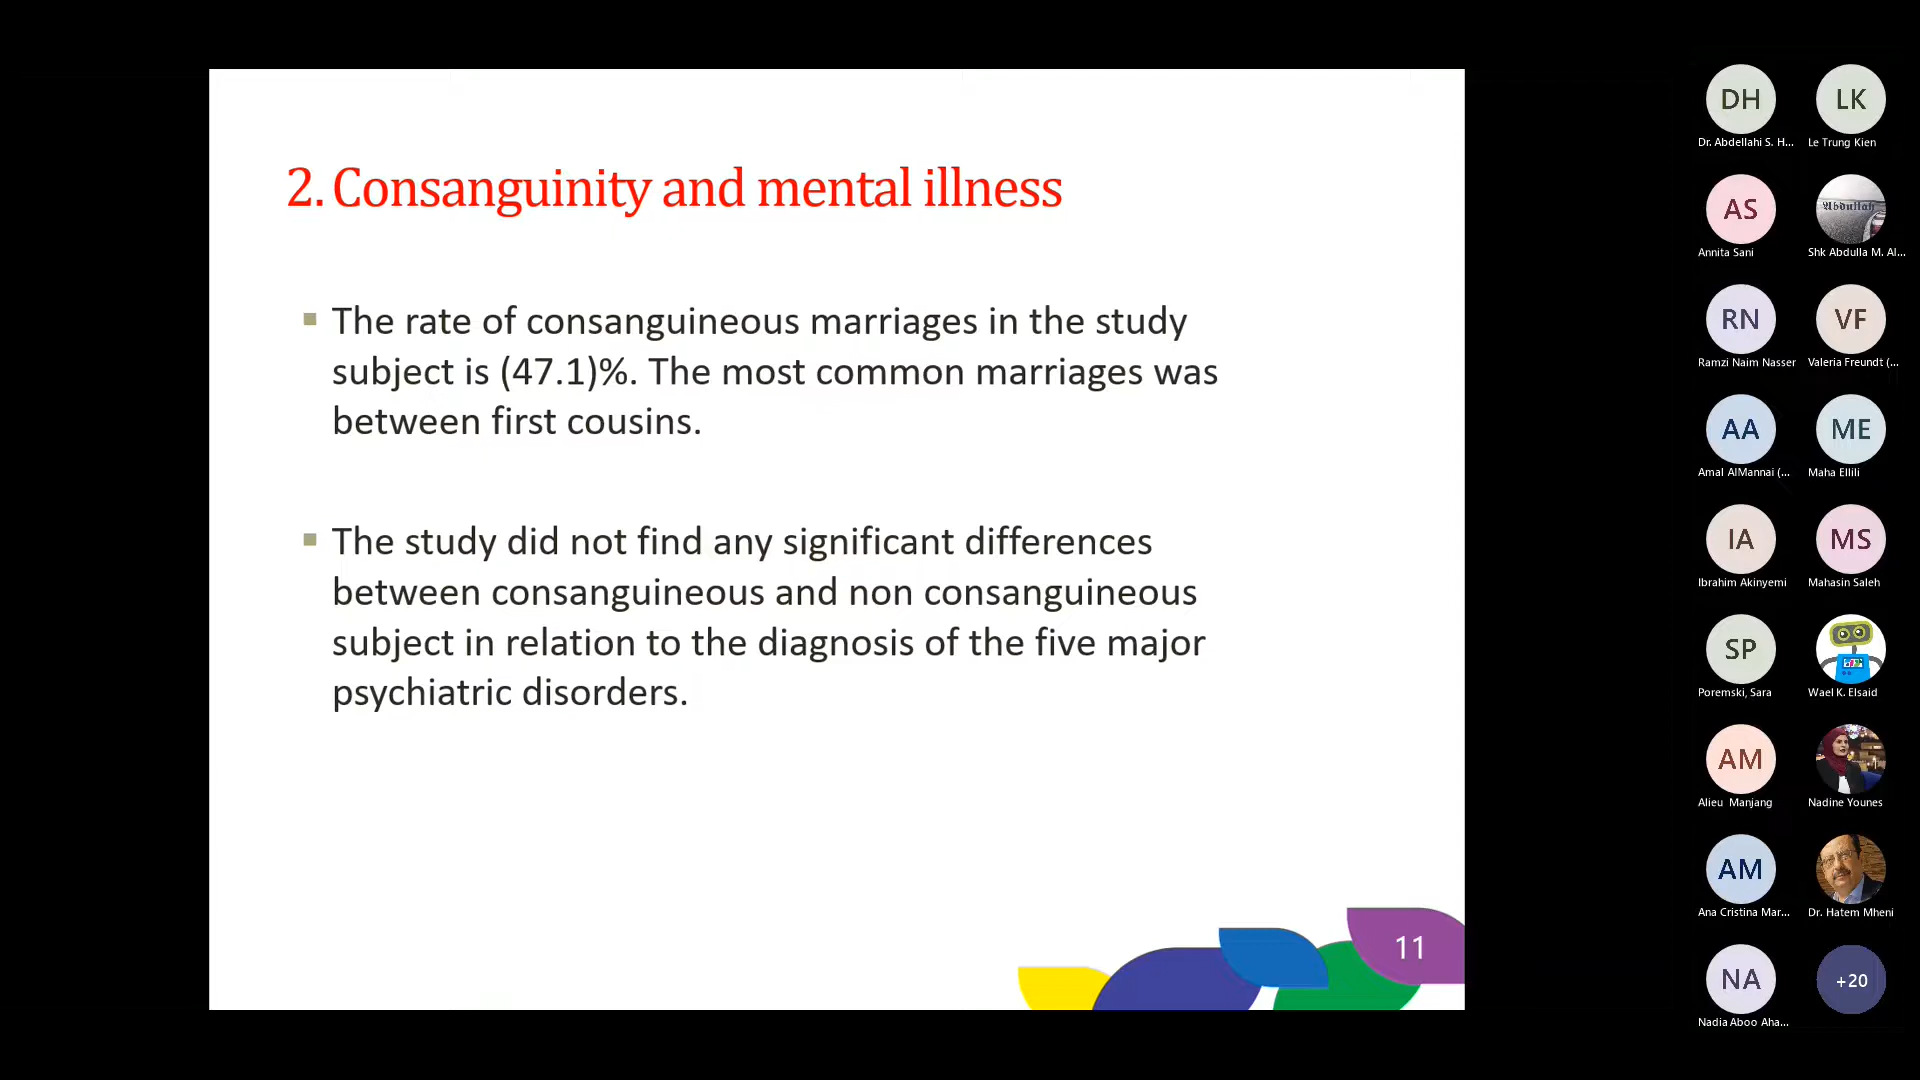 2. Consanguinity and mental illness
The rate of consanguineous marriages in the study
subject is (47.1)%. The most common marriages was
between first cousins.
The study did not find any significant differences
between consanguineous and non consanguineous
subject in relation to the diagnosis of the five major
psychiatric disorders.
11
DH
LK
Dr. Abdellahi S. H...
Le Trung Kien
AS
Abdullah
Annita Sani
Shk Abdulla M. Al...
RN
VF
Ramzi Naim Nasser
Valeria Freundt (...
AA
ME
Amal AlMannai (...
Maha Ellili
IA
MS
Ibrahim Akinyemi
Mahasin Saleh
SP
Poremski, Sara
Wael K. Elsaid
AM
Alieu Manjang
Nadine Younes
AM
Ana Cristina Mar...
Dr. Hatem Mheni
NA
+20
Nadia Aboo Aha...